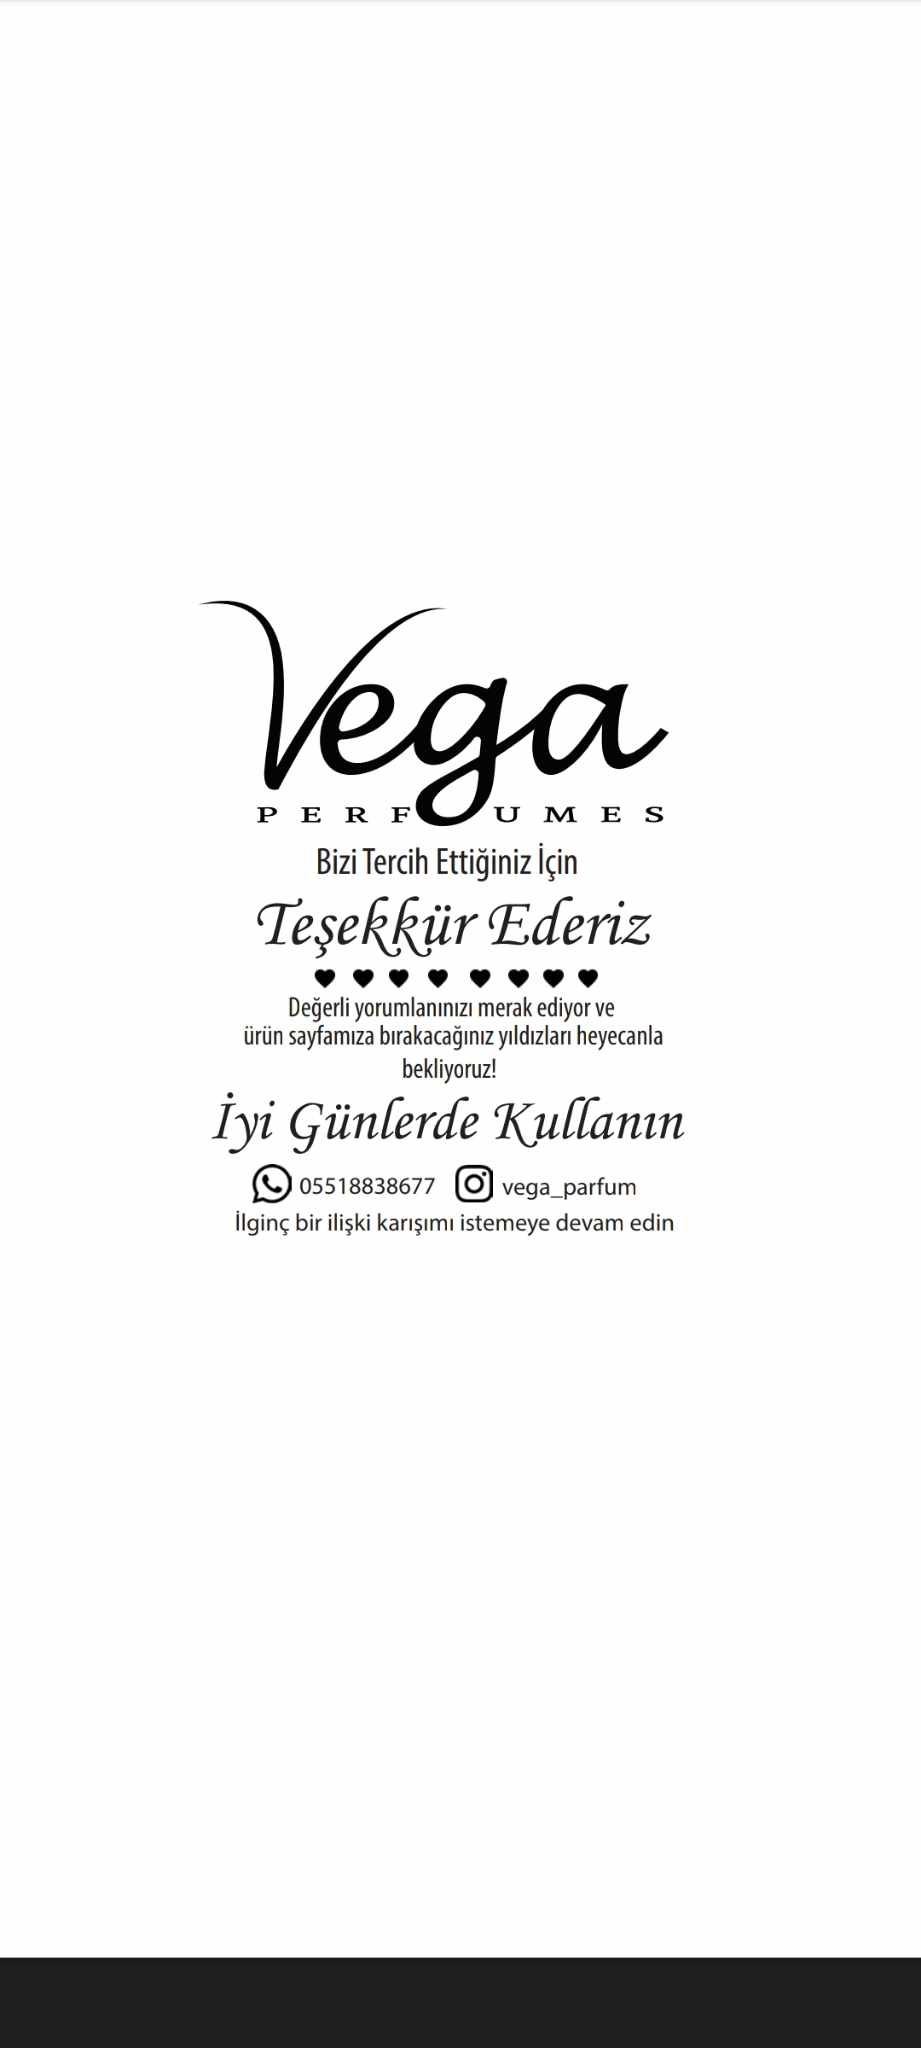 Vega
PERFUMES
Bizi Tercih Ettiğiniz İçin
Teşekkür Ederiz
Değerli yorumlanınızı merak ediyor ve
ürün sayfamıza bırakacağınız yıldızları heyecanla
bekliyoruz!
İyi Günlerde Kullanın
05518838677 vega_parfum
İlginç bir ilişki karışımı istemeye devam edin